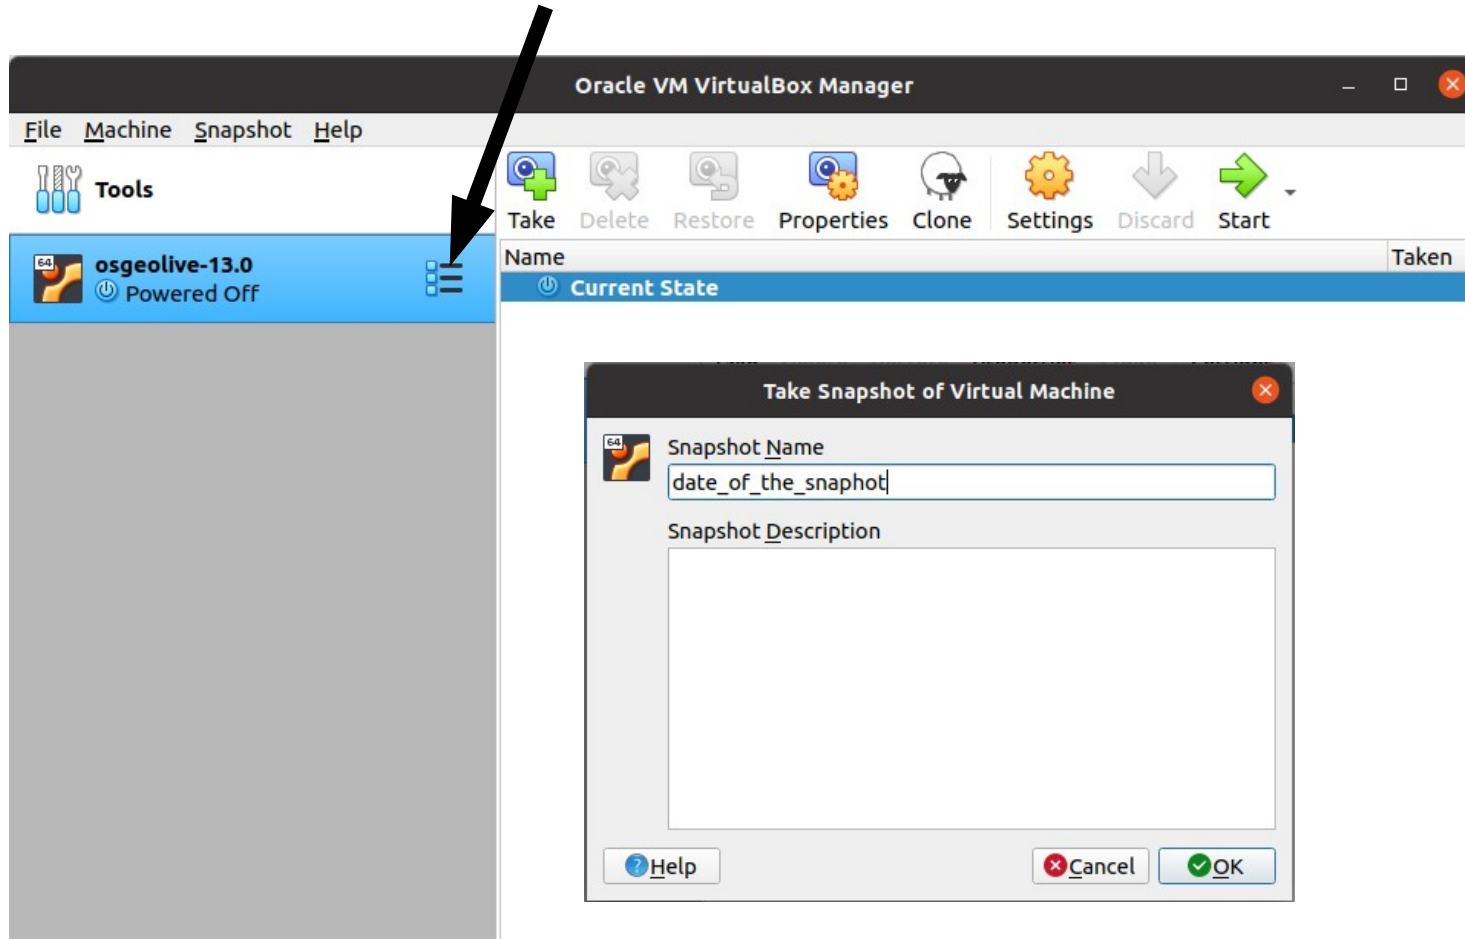 Oracle VM VirtualBox Manager
File Machine Snapshot Help
Tools
Take Delete Restore Properties Clone Settings Discard Start
64
osgeolive-13.0
Powered Off
Name Taken
Current State
Take Snapshot of Virtual Machine
64
Snapshot Name
date_of_the_snaphot
Snapshot Description
Help Cancel OK